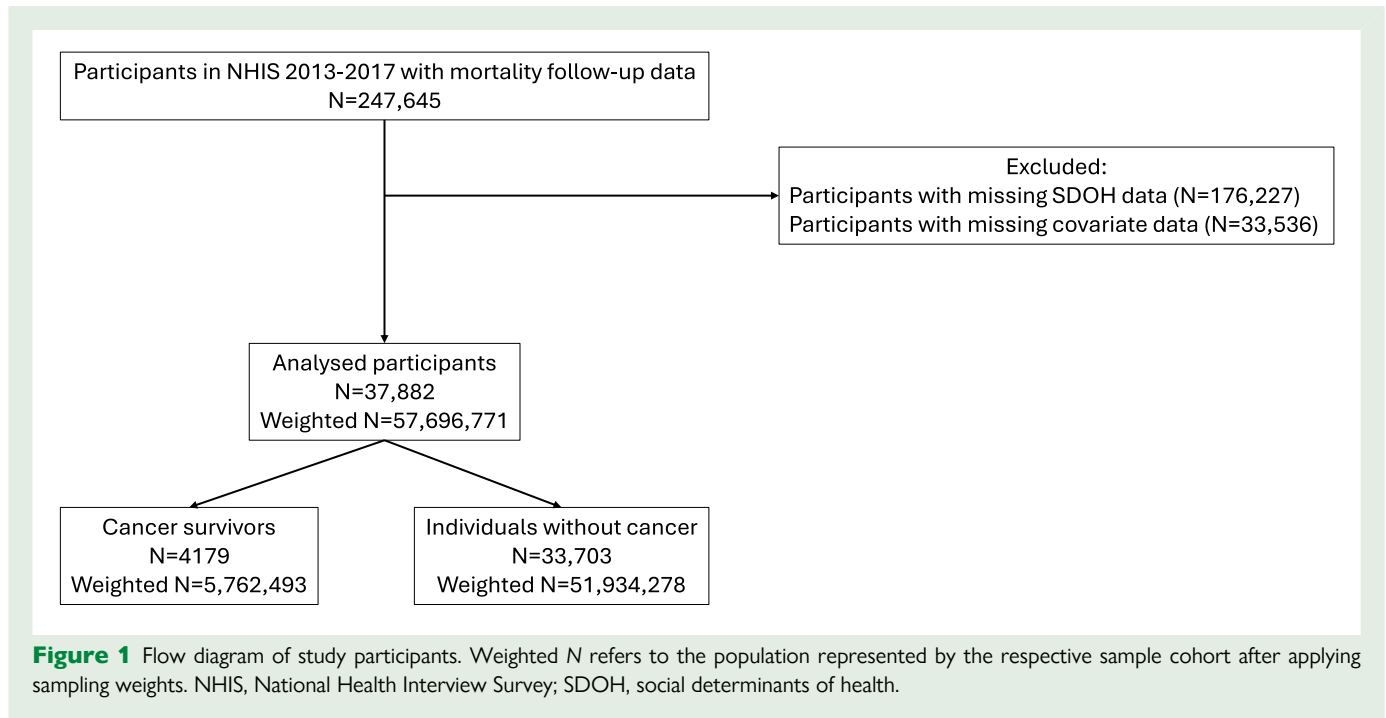 Participants in NHIS 2013-2017 with mortality follow-up data
N=247,645
Excluded:
Participants with missing SDOH data (N=176,227)
Participants with missing covariate data (N=33,536)
Analysed participants
N=37,882
Weighted N=57,696,771
Cancer survivors
N=4179
Weighted N=5,762,493
Individuals without cancer
N=33,703
Weighted N=51,934,278
Figure 1 Flow diagram of study participants. Weighted N refers to the population represented by the respective sample cohort after applying
sampling weights. NHIS, National Health Interview Survey; SDOH, social determinants of health.